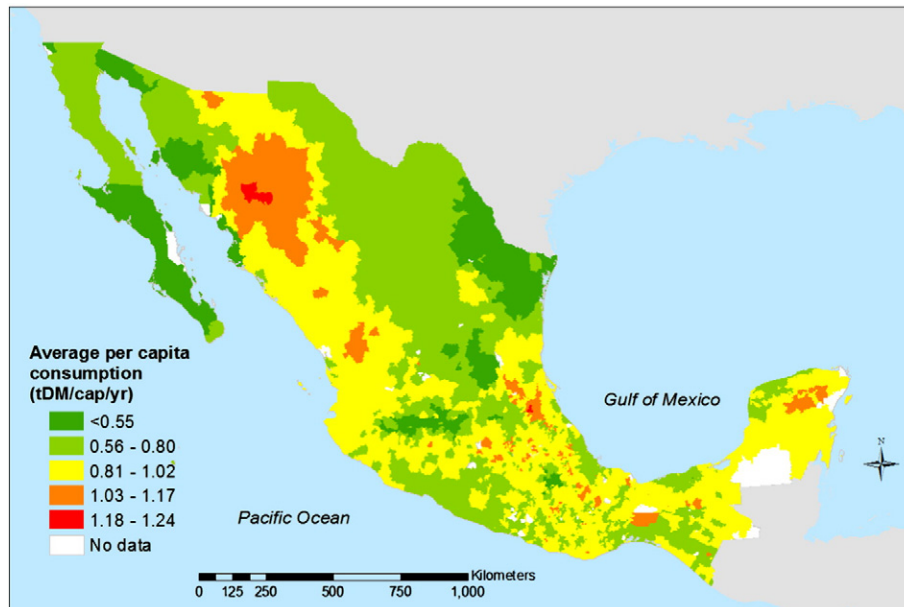 Gulf of Mexico
N
Pacific Ocean
Average per capita
consumption
(tDM/cap/yr)
<0.55
0.56 - 0.80
0.81 - 1.02
1.03 - 1.17
1.18 - 1.24
No data
Kilometers
0 125 250 500 750 1,000